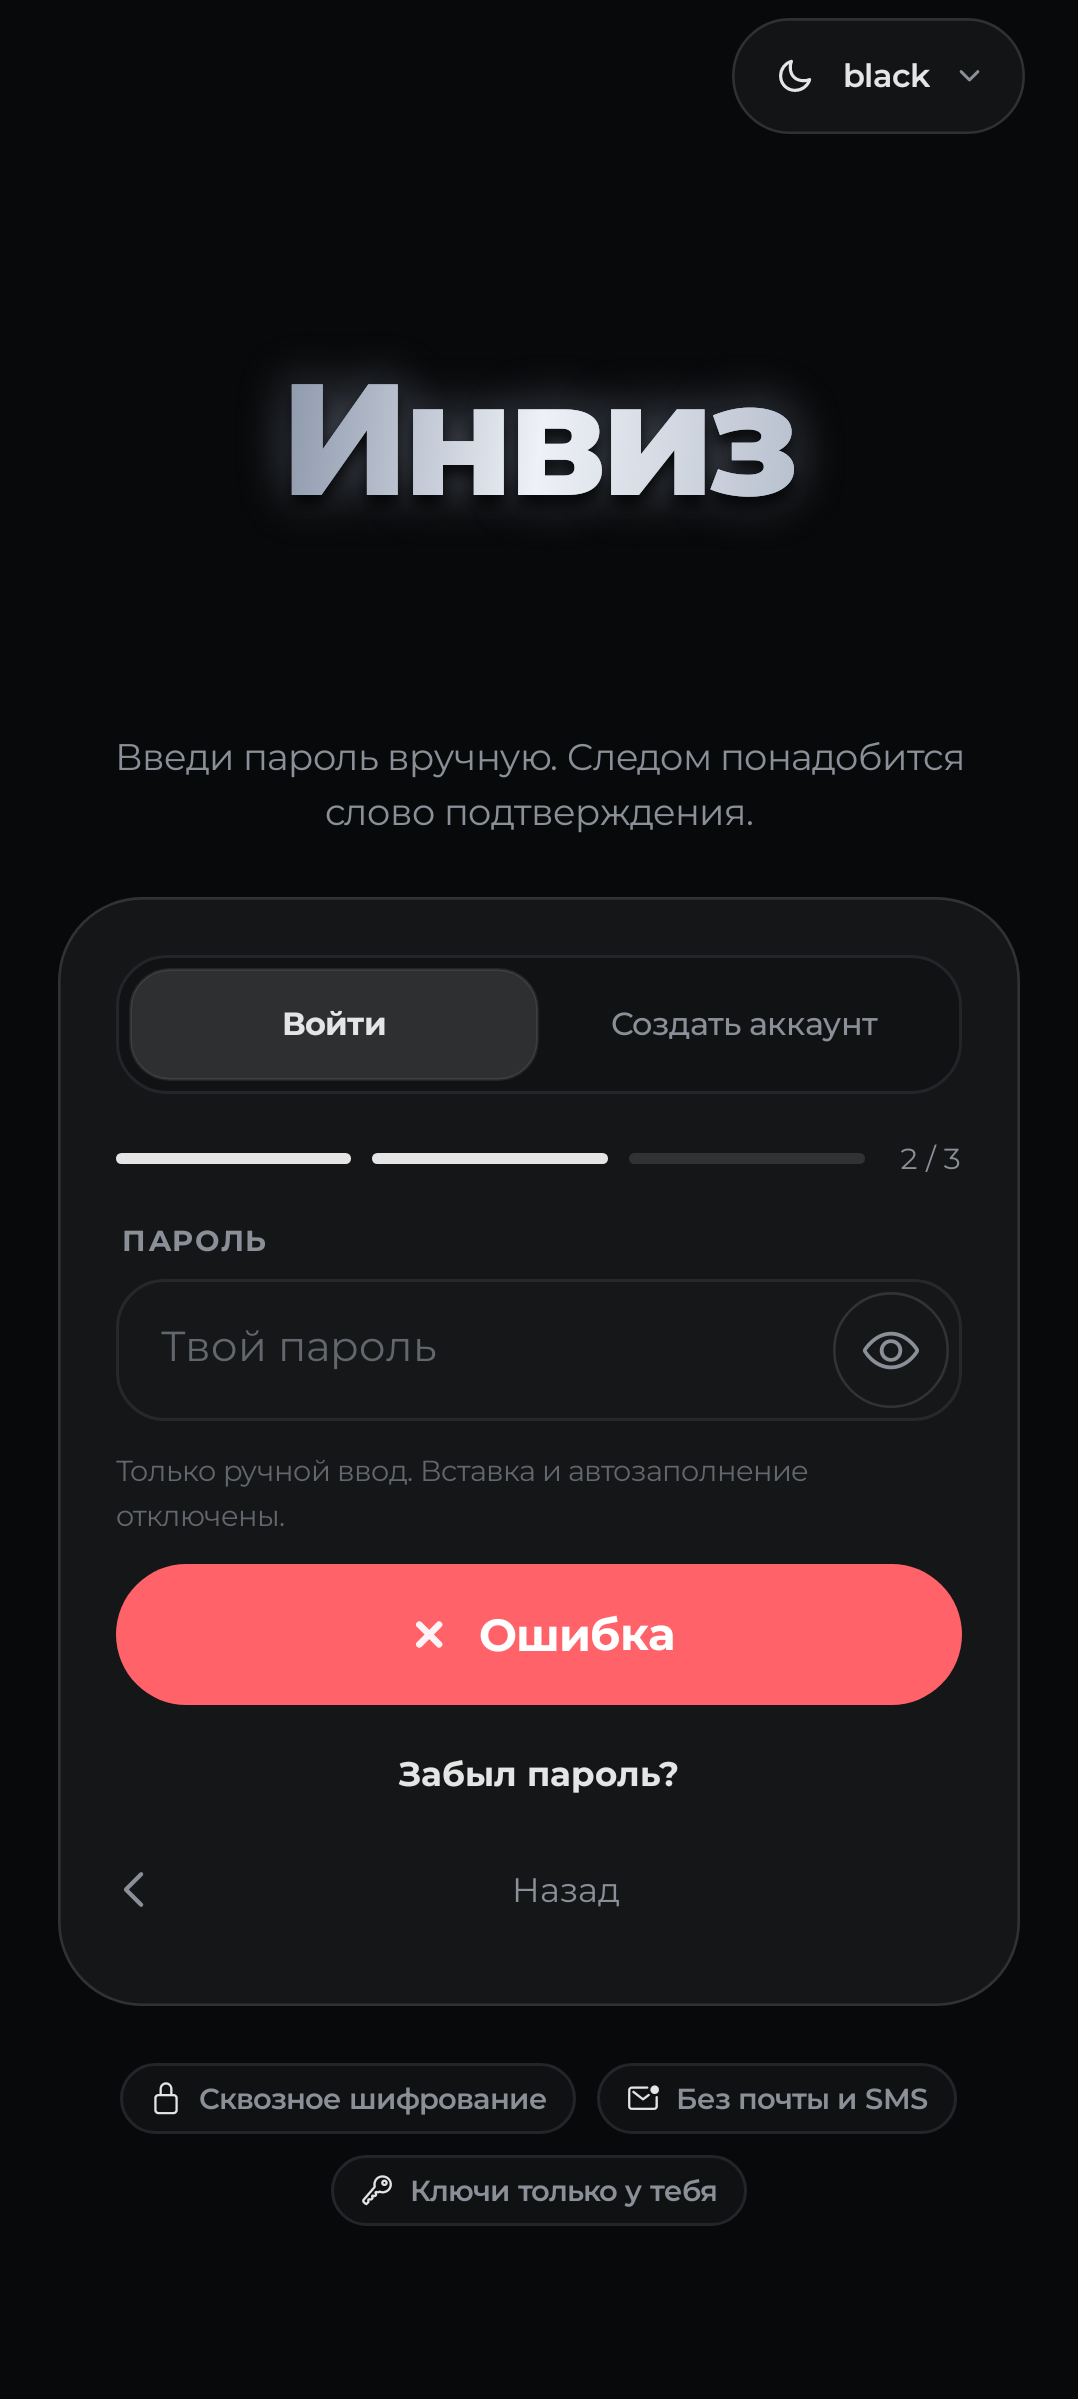 black
Инвиз
Введи пароль вручную. Следом понадобится
слово подтверждения.
Войти
Создать аккаунт
2 / 3
ПАРОЛЬ
Твой пароль
Только ручной ввод. Вставка и автозаполнение
отключены.
Ошибка
Забыл пароль?
Назад
Сквозное шифрование
Без почты и SMS
Ключи только у тебя